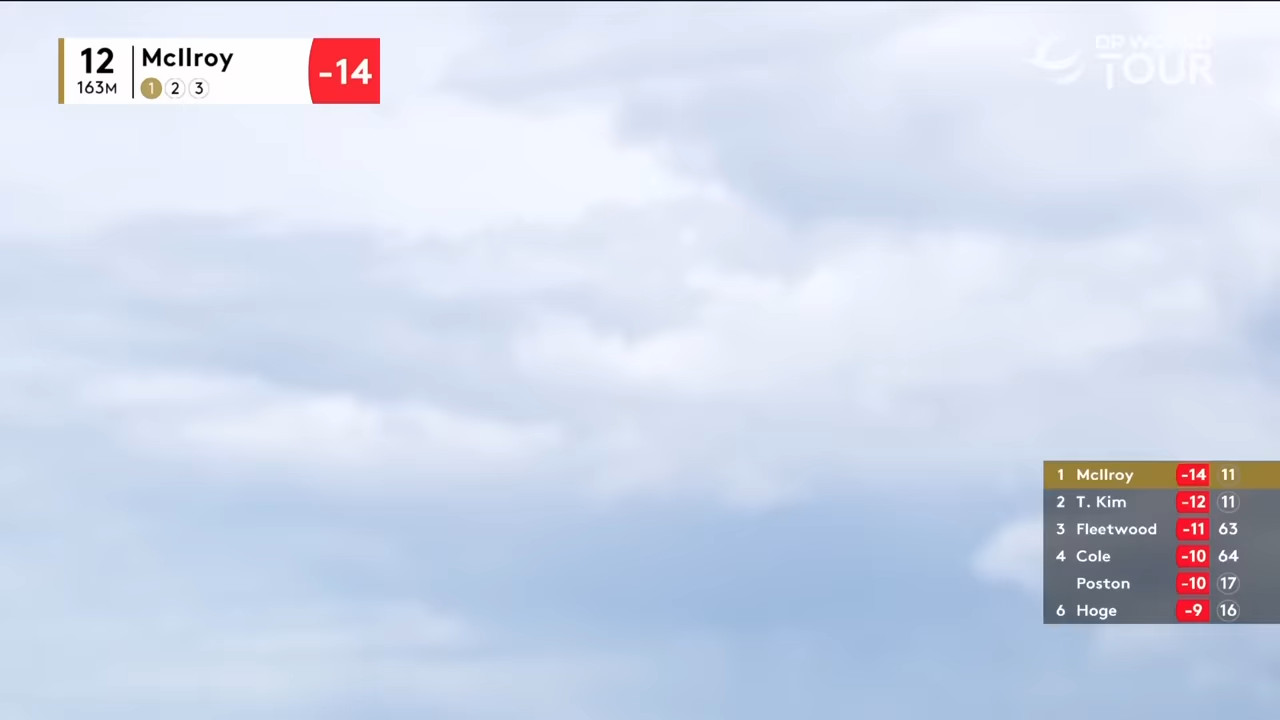 12 McIlroy -14
163M 1 2 3
DP WORLD
TOUR
1 McIlroy -14 11
2 T. Kim -12 11
3 Fleetwood -11 63
4 Cole -10 64
Poston -10 17
6 Hoge -9 16